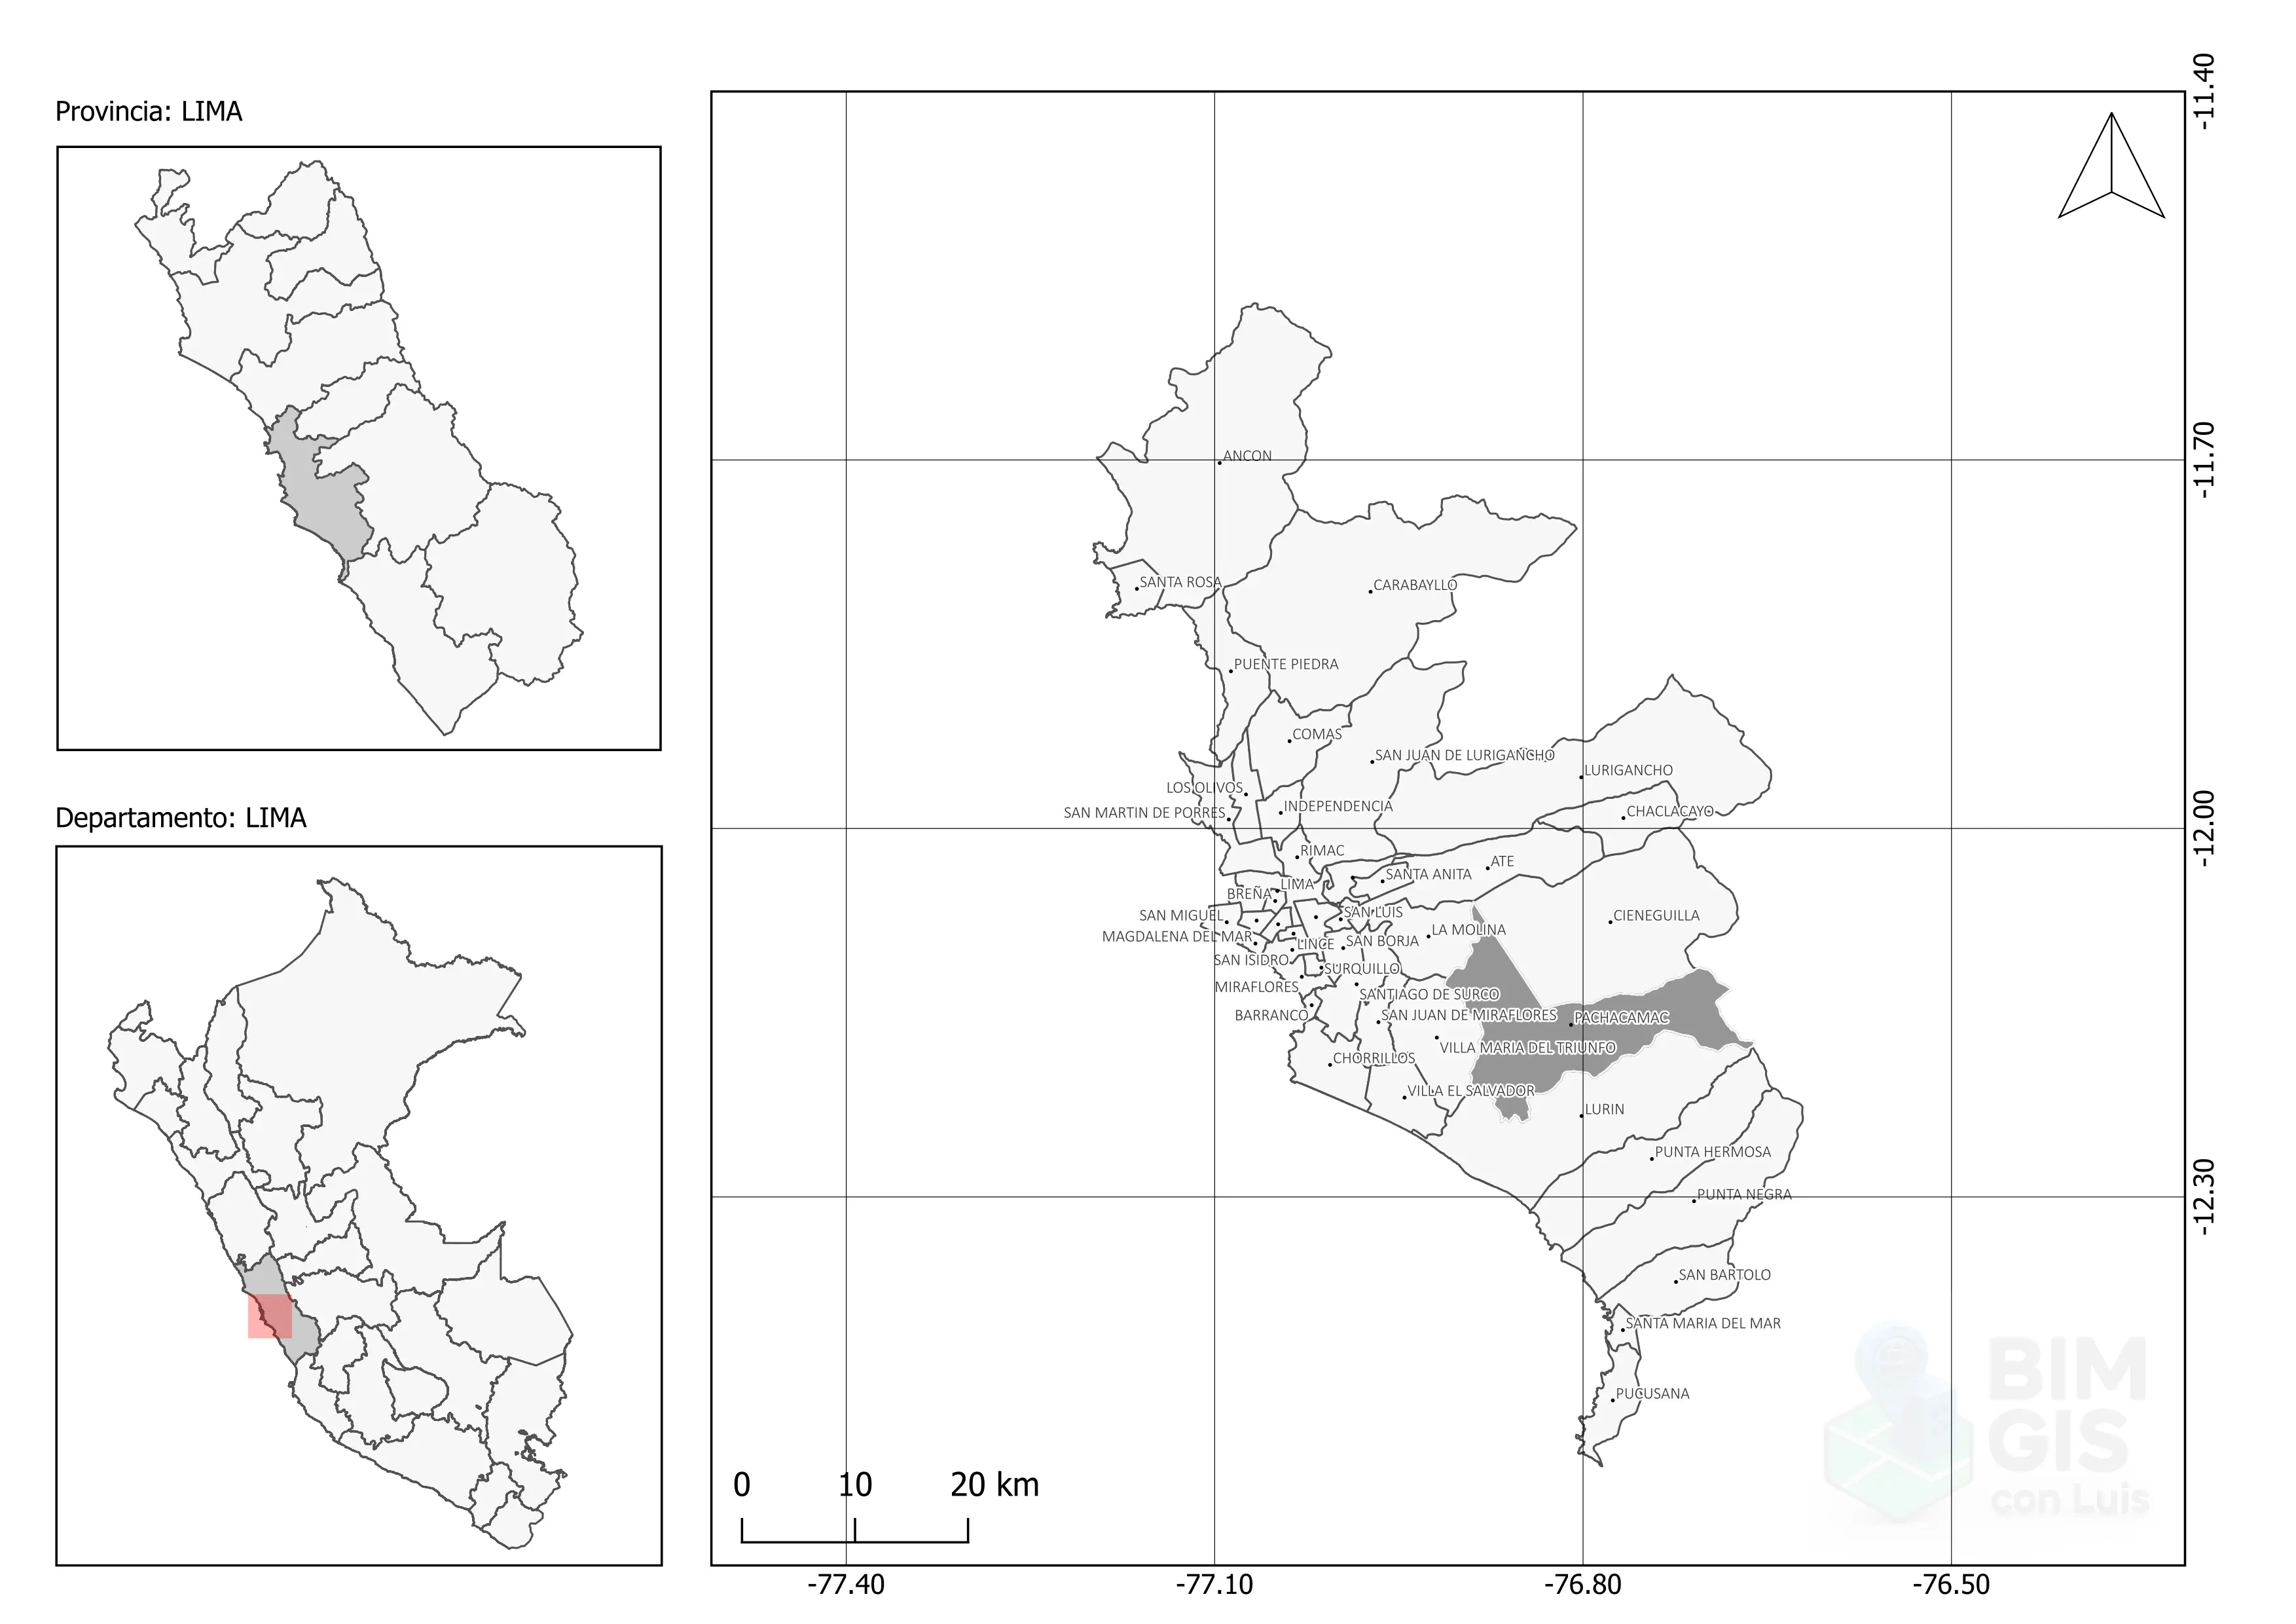 Provincia: LIMA
Departamento: LIMA
-11.40
-11.70
-12.00
-12.30
-77.40
-77.10
-76.80
-76.50
ANCON
SANTA ROSA
CARABAYLLO
PUENTE PIEDRA
COMAS
SAN JUAN DE LURIGANCHO
LURIGANCHO
LOS OLIVOS
INDEPENDENCIA
SAN MARTIN DE PORRES
CHACLACAYO
RIMAC
ATE
SANTA ANITA
LIMA
BREÑA
SAN MIGUEL
SAN LUIS
CIENEGUILLA
LA MOLINA
MAGDALENA DEL MAR
LINCE
SAN BORJA
SAN ISIDRO
SURQUILLO
MIRAFLORES
SANTIAGO DE SURCO
BARRANCO
SAN JUAN DE MIRAFLORES
PACHACAMAC
VILLA MARIA DEL TRIUNFO
CHORRILLOS
VILLA EL SALVADOR
LURIN
PUNTA HERMOSA
PUNTA NEGRA
SAN BARTOLO
SANTA MARIA DEL MAR
PUCUSANA
0 10 20 km
BIM
GIS
con Luis